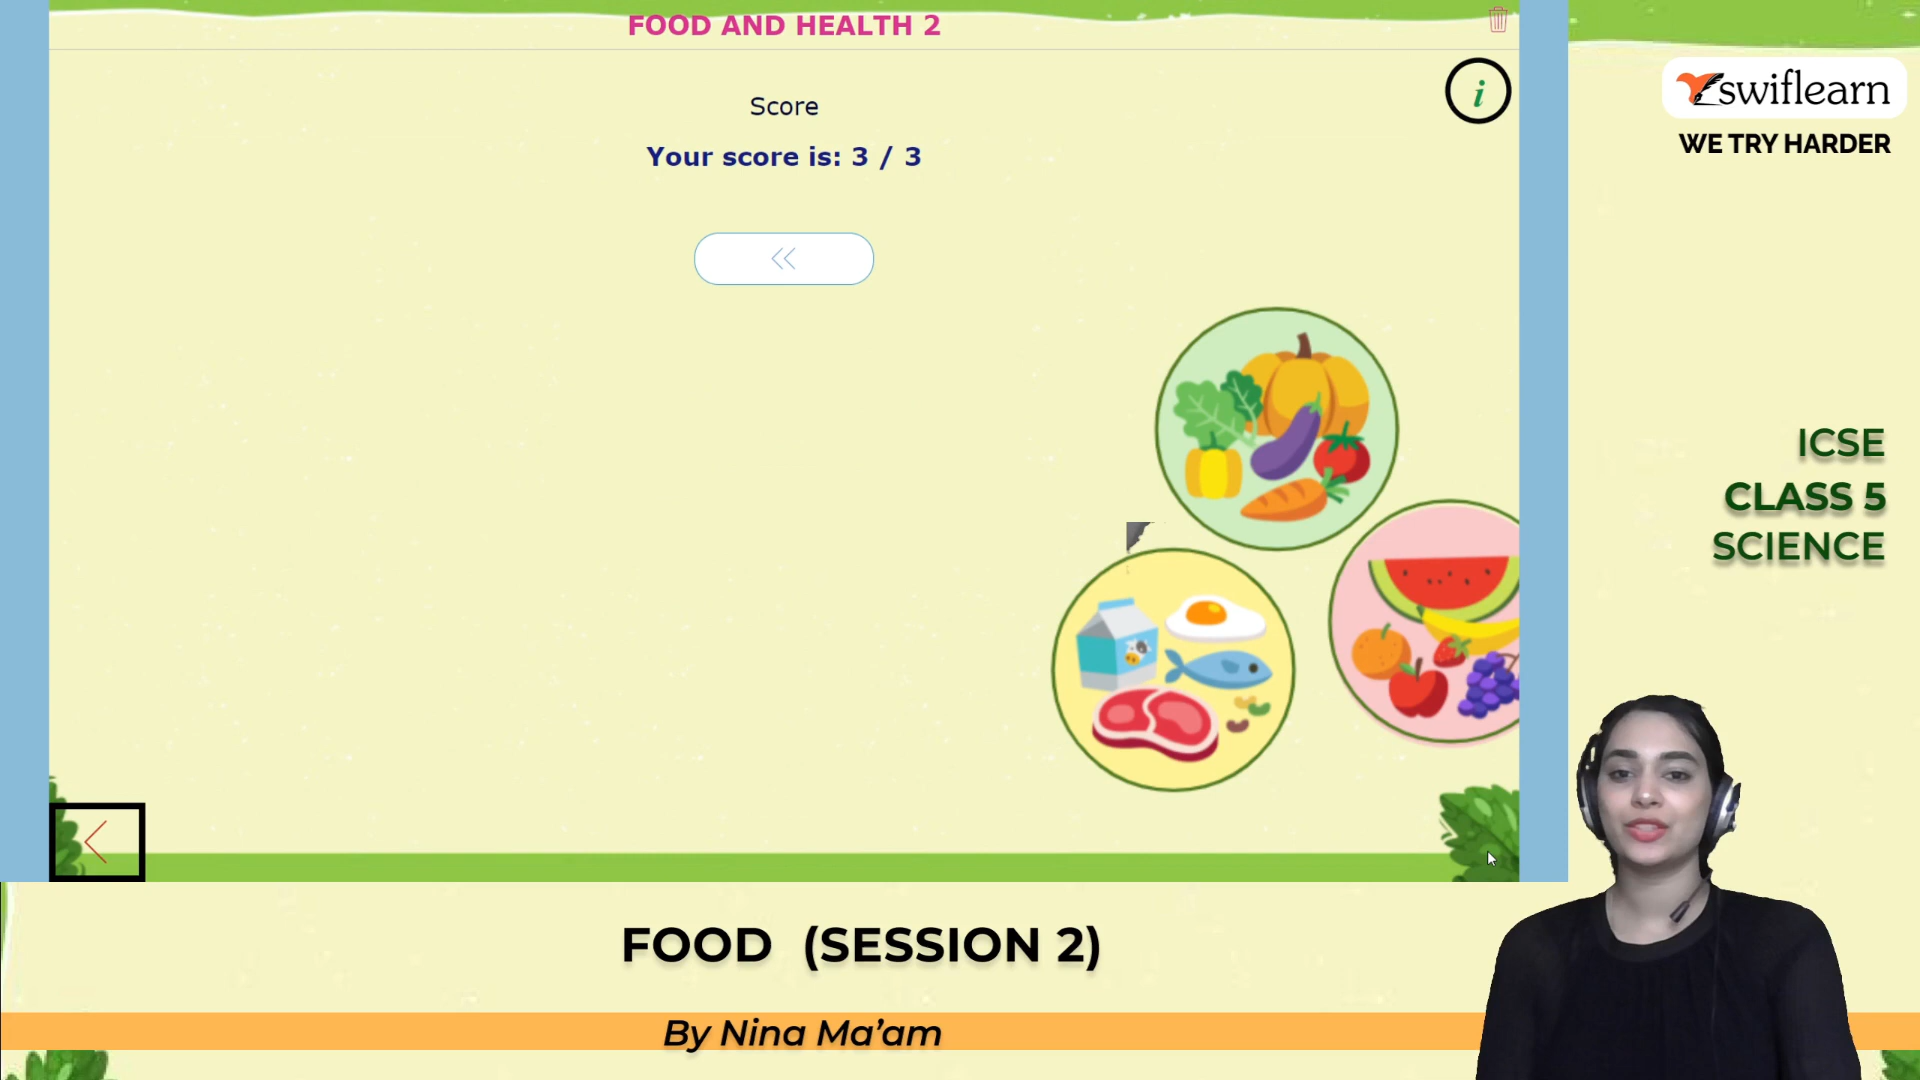 FOOD AND HEALTH 2
i
Score
Your score is: 3 / 3
swiflearn
WE TRY HARDER
ICSE
CLASS 5
SCIENCE
FOOD (SESSION 2)
By Nina Ma’am